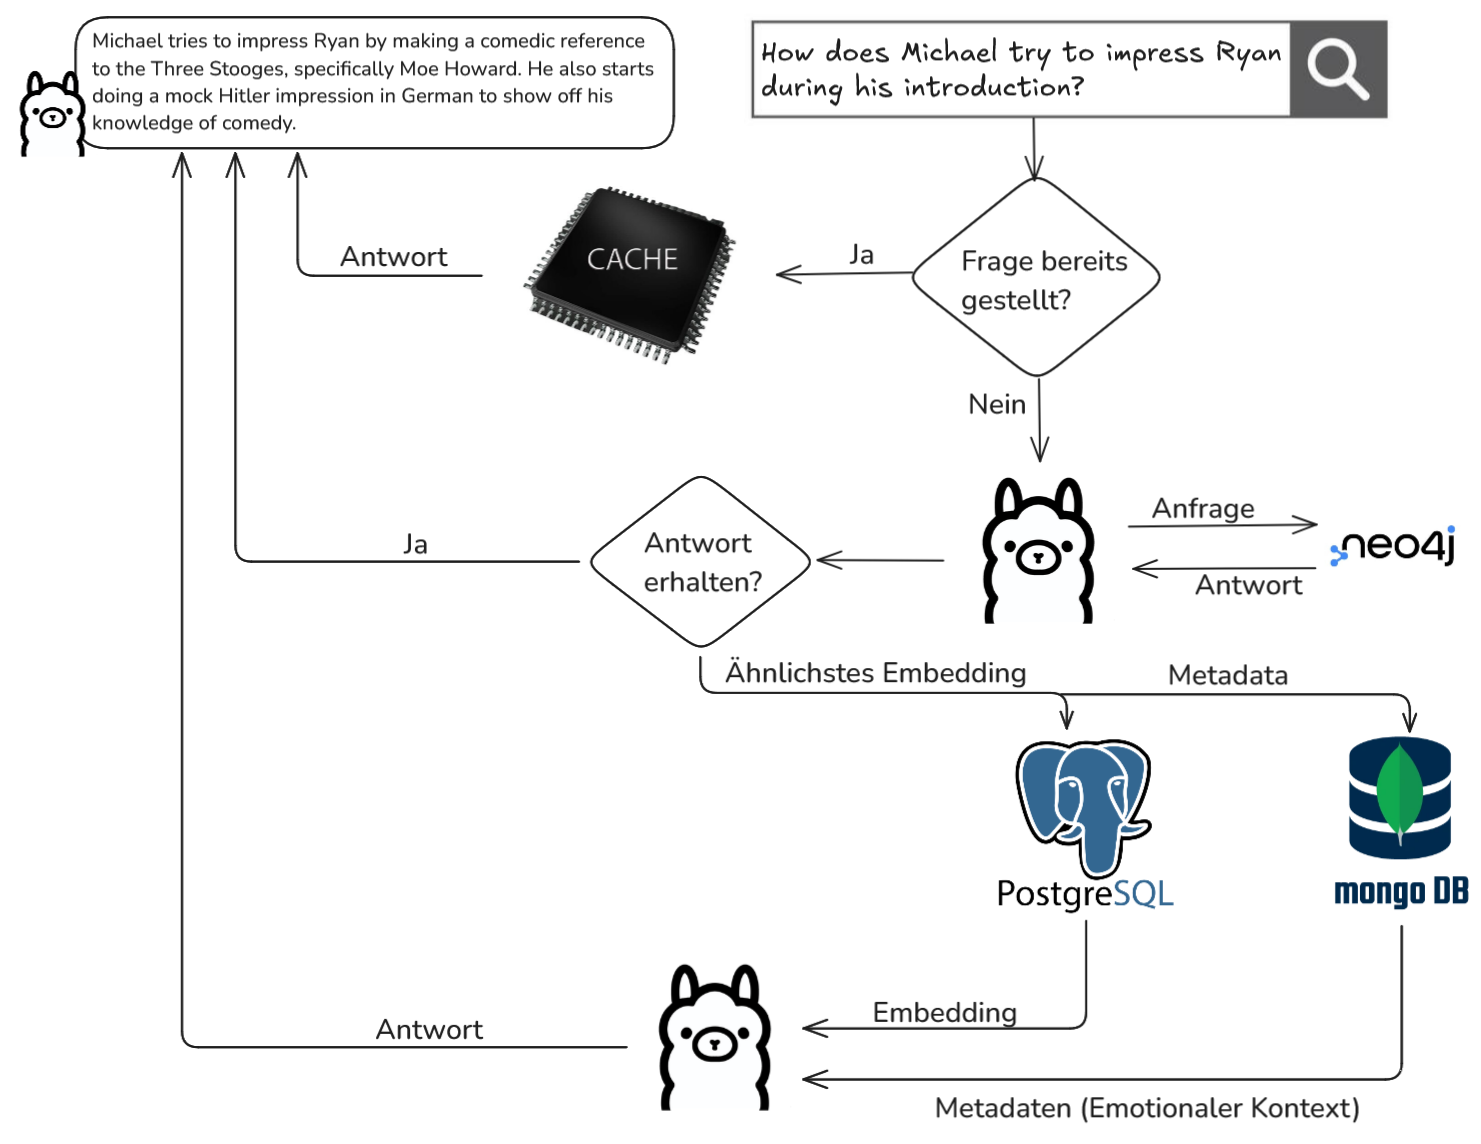 Michael tries to impress Ryan by making a comedic reference
to the Three Stooges, specifically Moe Howard. He also starts
doing a mock Hitler impression in German to show off his
knowledge of comedy.
How does Michael try to impress Ryan
during his introduction?
Antwort
CACHE
Ja
Frage bereits
gestellt?
Nein
Ja
Antwort
erhalten?
Anfrage
neo4j
Antwort
Ähnlichstes Embedding
Metadata
PostgreSQL
mongo DB
Embedding
Antwort
Metadaten (Emotionaler Kontext)